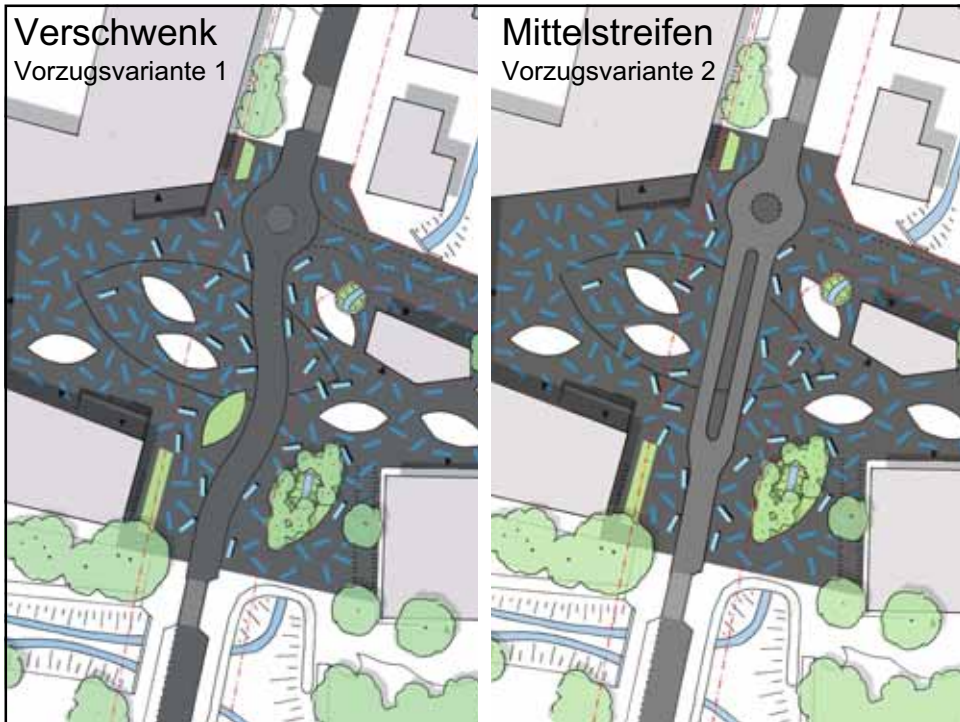 Verschwenk
Vorzugsvariante 1
Mittelstreifen
Vorzugsvariante 2